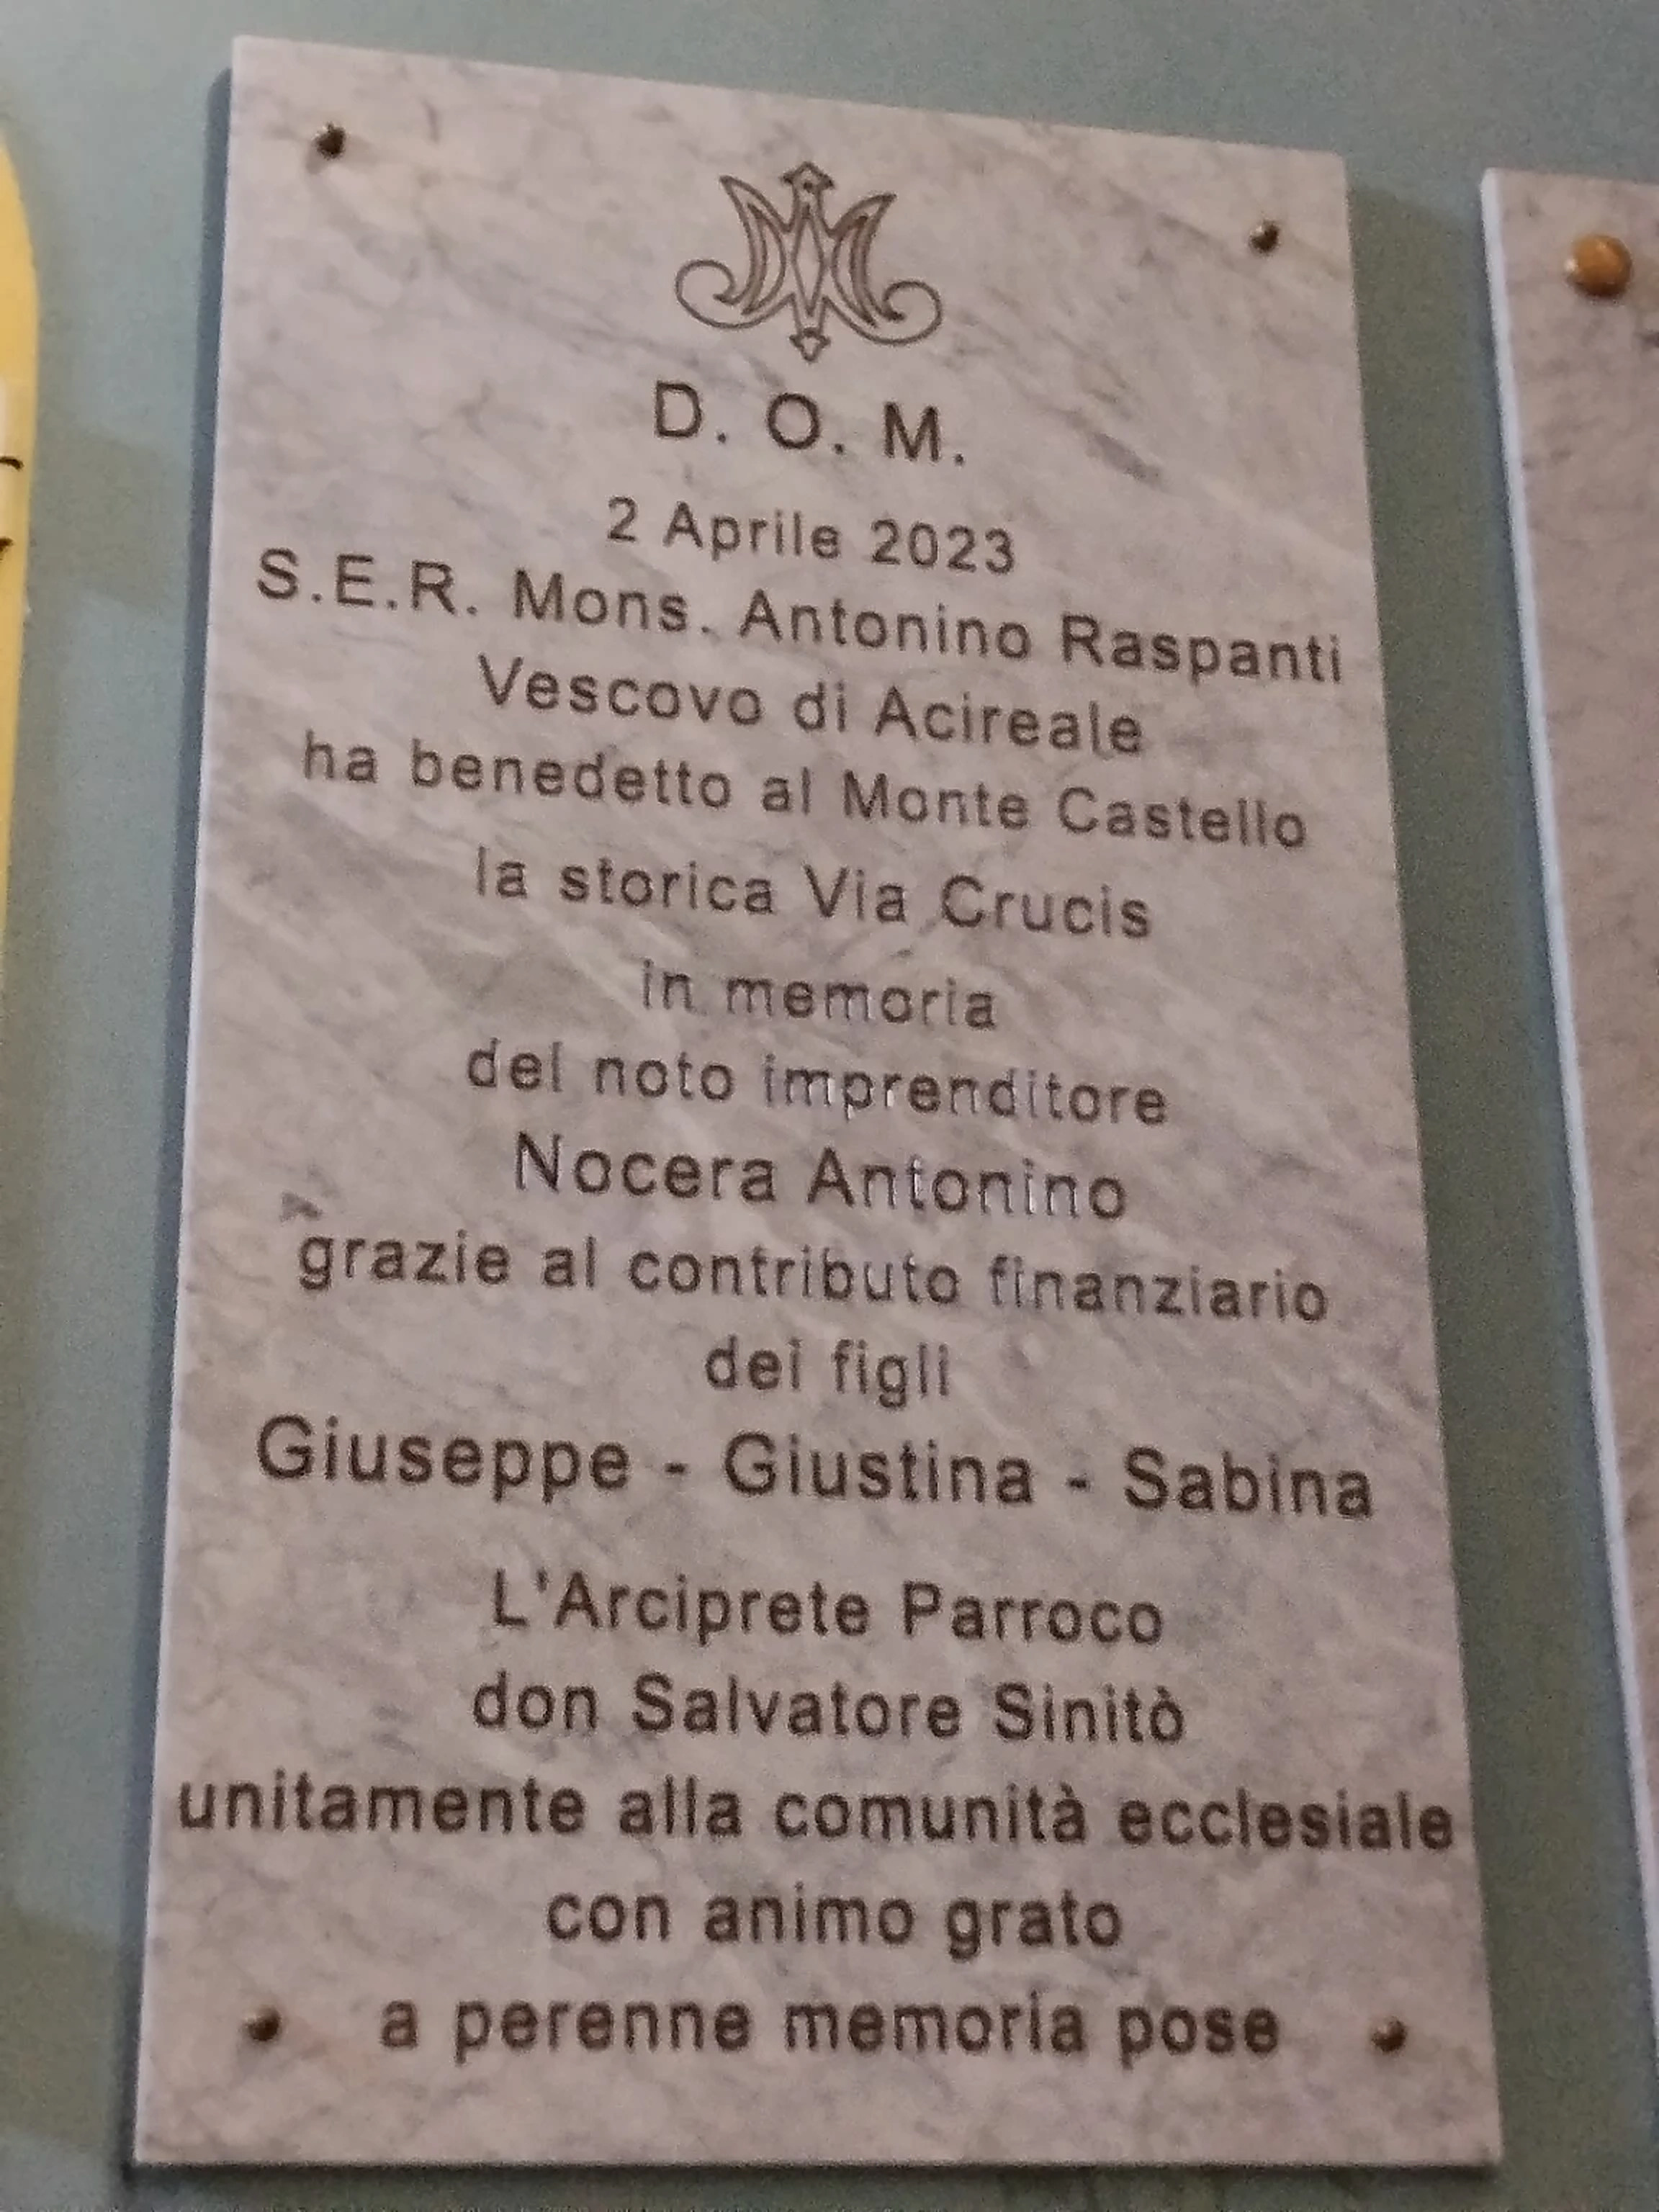 D. O. M.
2 Aprile 2023
S.E.R. Mons. Antonino Raspanti
Vescovo di Acireale
ha benedetto al Monte Castello
la storica Via Crucis
in memoria
del noto imprenditore
Nocera Antonino
grazie al contributo finanziario
dei figli
Giuseppe - Giustina - Sabina
L'Arciprete Parroco
don Salvatore Sinitò
unitamente alla comunità ecclesiale
con animo grato
a perenne memoria pose